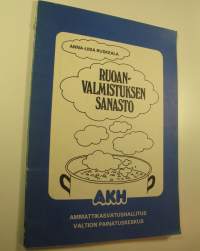 ANNA-LIISA RUSKEALA
RUOAN-
VALMISTUKSEN
SANASTO
AKH
AMMATTIKASVATUSHALLITUS
VALTION PAINATUSKESKUS